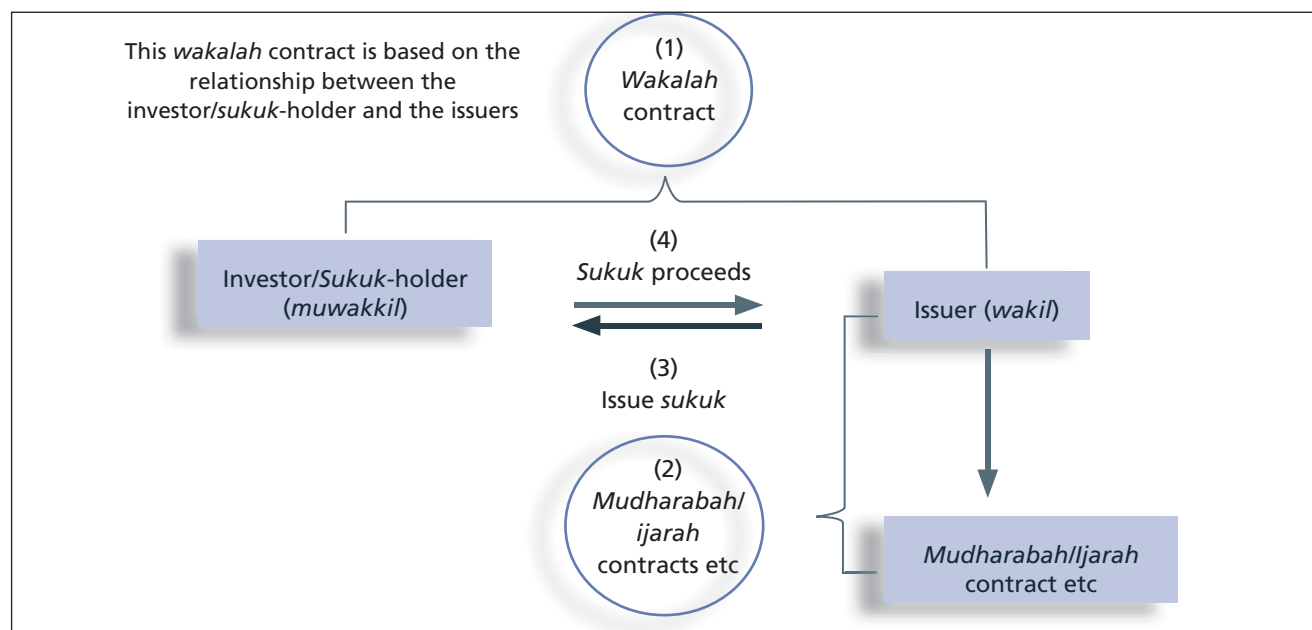 This wakalah contract is based on the
relationship between the
investor/sukuk-holder and the issuers
(1)
Wakalah
contract
Investor/Sukuk-holder
(muwakkil)
(4)
Sukuk proceeds
Issuer (wakil)
(3)
Issue sukuk
(2)
Mudharabah/
ijarah
contracts etc
Mudharabah/Ijarah
contract etc